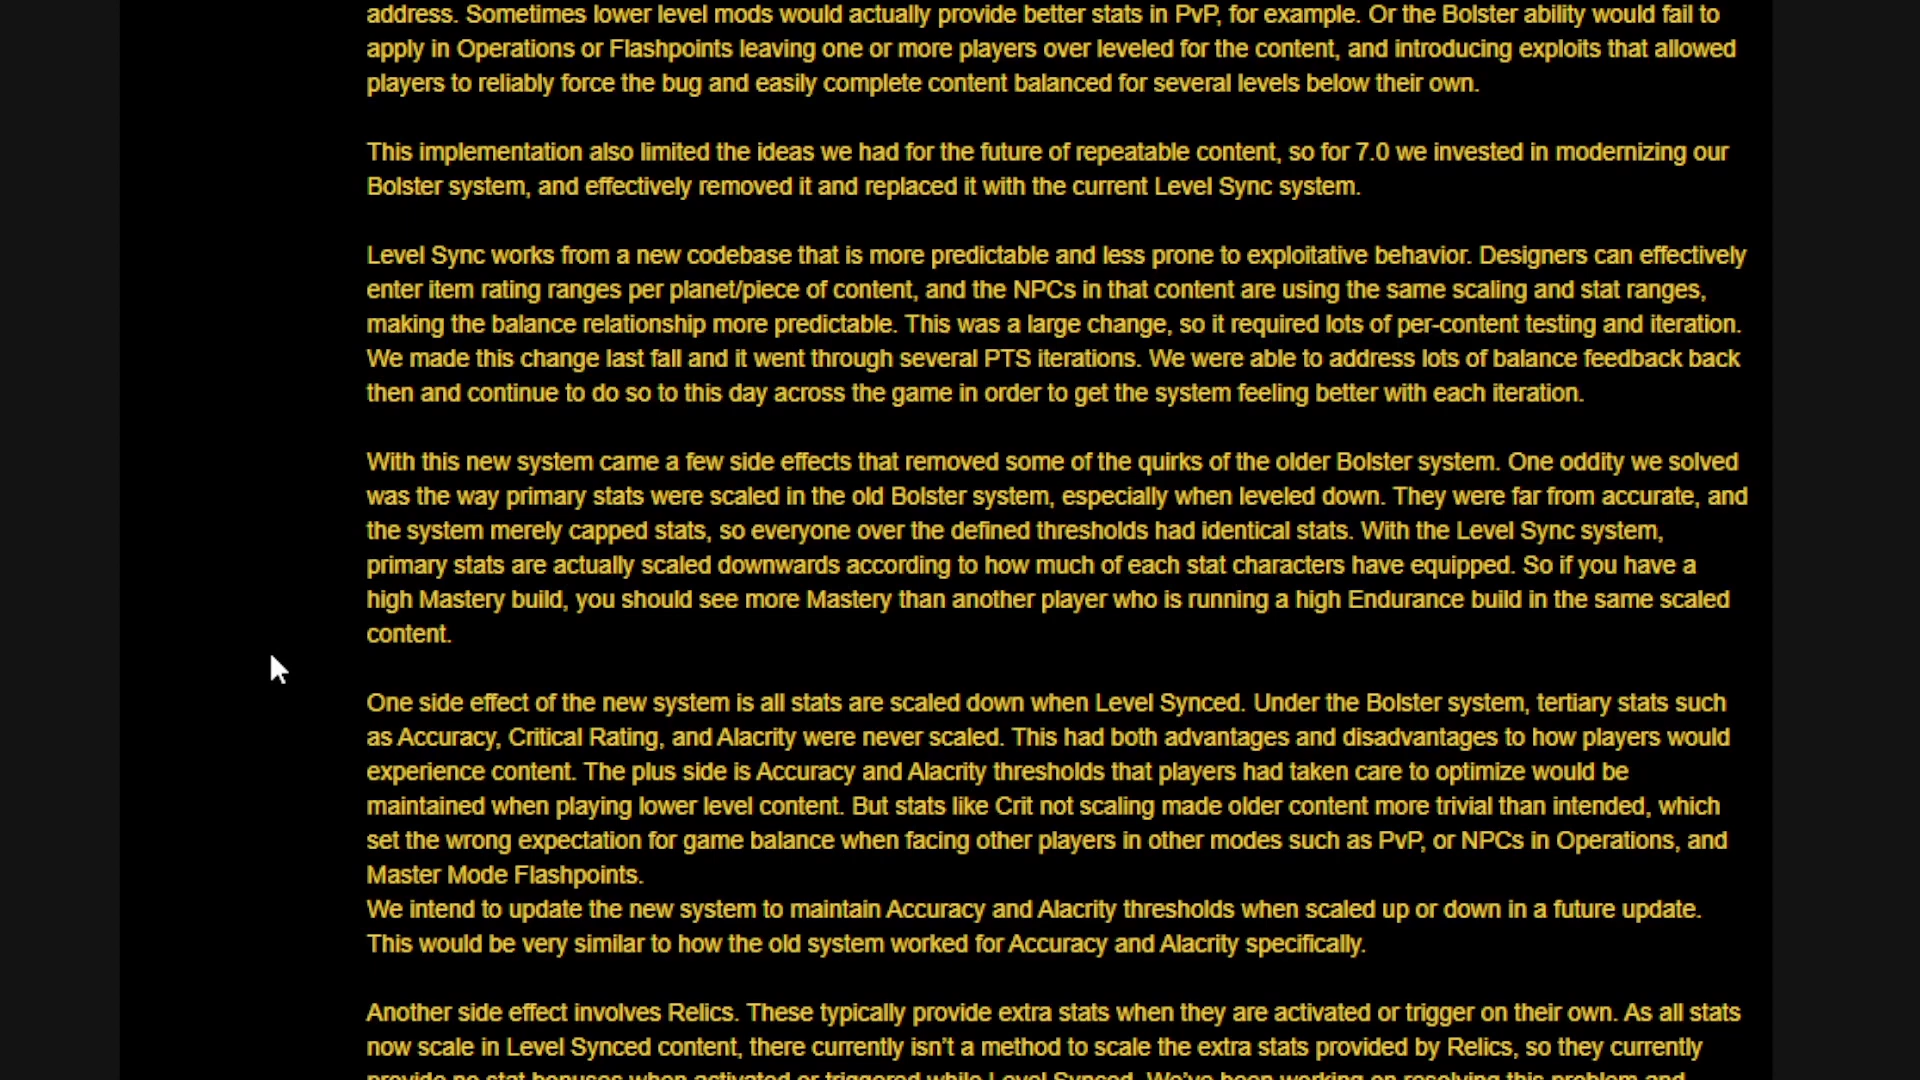 address. Sometimes lower level mods would actually provide better stats in PvP, for example. Or the Bolster ability would fail to
apply in Operations or Flashpoints leaving one or more players over leveled for the content, and introducing exploits that allowed
players to reliably force the bug and easily complete content balanced for several levels below their own.
This implementation also limited the ideas we had for the future of repeatable content, so for 7.0 we invested in modernizing our
Bolster system, and effectively removed it and replaced it with the current Level Sync system.
Level Sync works from a new codebase that is more predictable and less prone to exploitative behavior. Designers can effectively
enter item rating ranges per planet/piece of content, and the NPCs in that content are using the same scaling and stat ranges,
making the balance relationship more predictable. This was a large change, so it required lots of per-content testing and iteration.
We made this change last fall and it went through several PTS iterations. We were able to address lots of balance feedback back
then and continue to do so to this day across the game in order to get the system feeling better with each iteration.
With this new system came a few side effects that removed some of the quirks of the older Bolster system. One oddity we solved
was the way primary stats were scaled in the old Bolster system, especially when leveled down. They were far from accurate, and
the system merely capped stats, so everyone over the defined thresholds had identical stats. With the Level Sync system,
primary stats are actually scaled downwards according to how much of each stat characters have equipped. So if you have a
high Mastery build, you should see more Mastery than another player who is running a high Endurance build in the same scaled
content.
One side effect of the new system is all stats are scaled down when Level Synced. Under the Bolster system, tertiary stats such
as Accuracy, Critical Rating, and Alacrity were never scaled. This had both advantages and disadvantages to how players would
experience content. The plus side is Accuracy and Alacrity thresholds that players had taken care to optimize would be
maintained when playing lower level content. But stats like Crit not scaling made older content more trivial than intended, which
set the wrong expectation for game balance when facing other players in other modes such as PvP, or NPCs in Operations, and
Master Mode Flashpoints.
We intend to update the new system to maintain Accuracy and Alacrity thresholds when scaled up or down in a future update.
This would be very similar to how the old system worked for Accuracy and Alacrity specifically.
Another side effect involves Relics. These typically provide extra stats when they are activated or trigger on their own. As all stats
now scale in Level Synced content, there currently isn't a method to scale the extra stats provided by Relics, so they currently
provide no stat bonuses when activated or triggered while Level Synced. We've been working on resolving this problem and